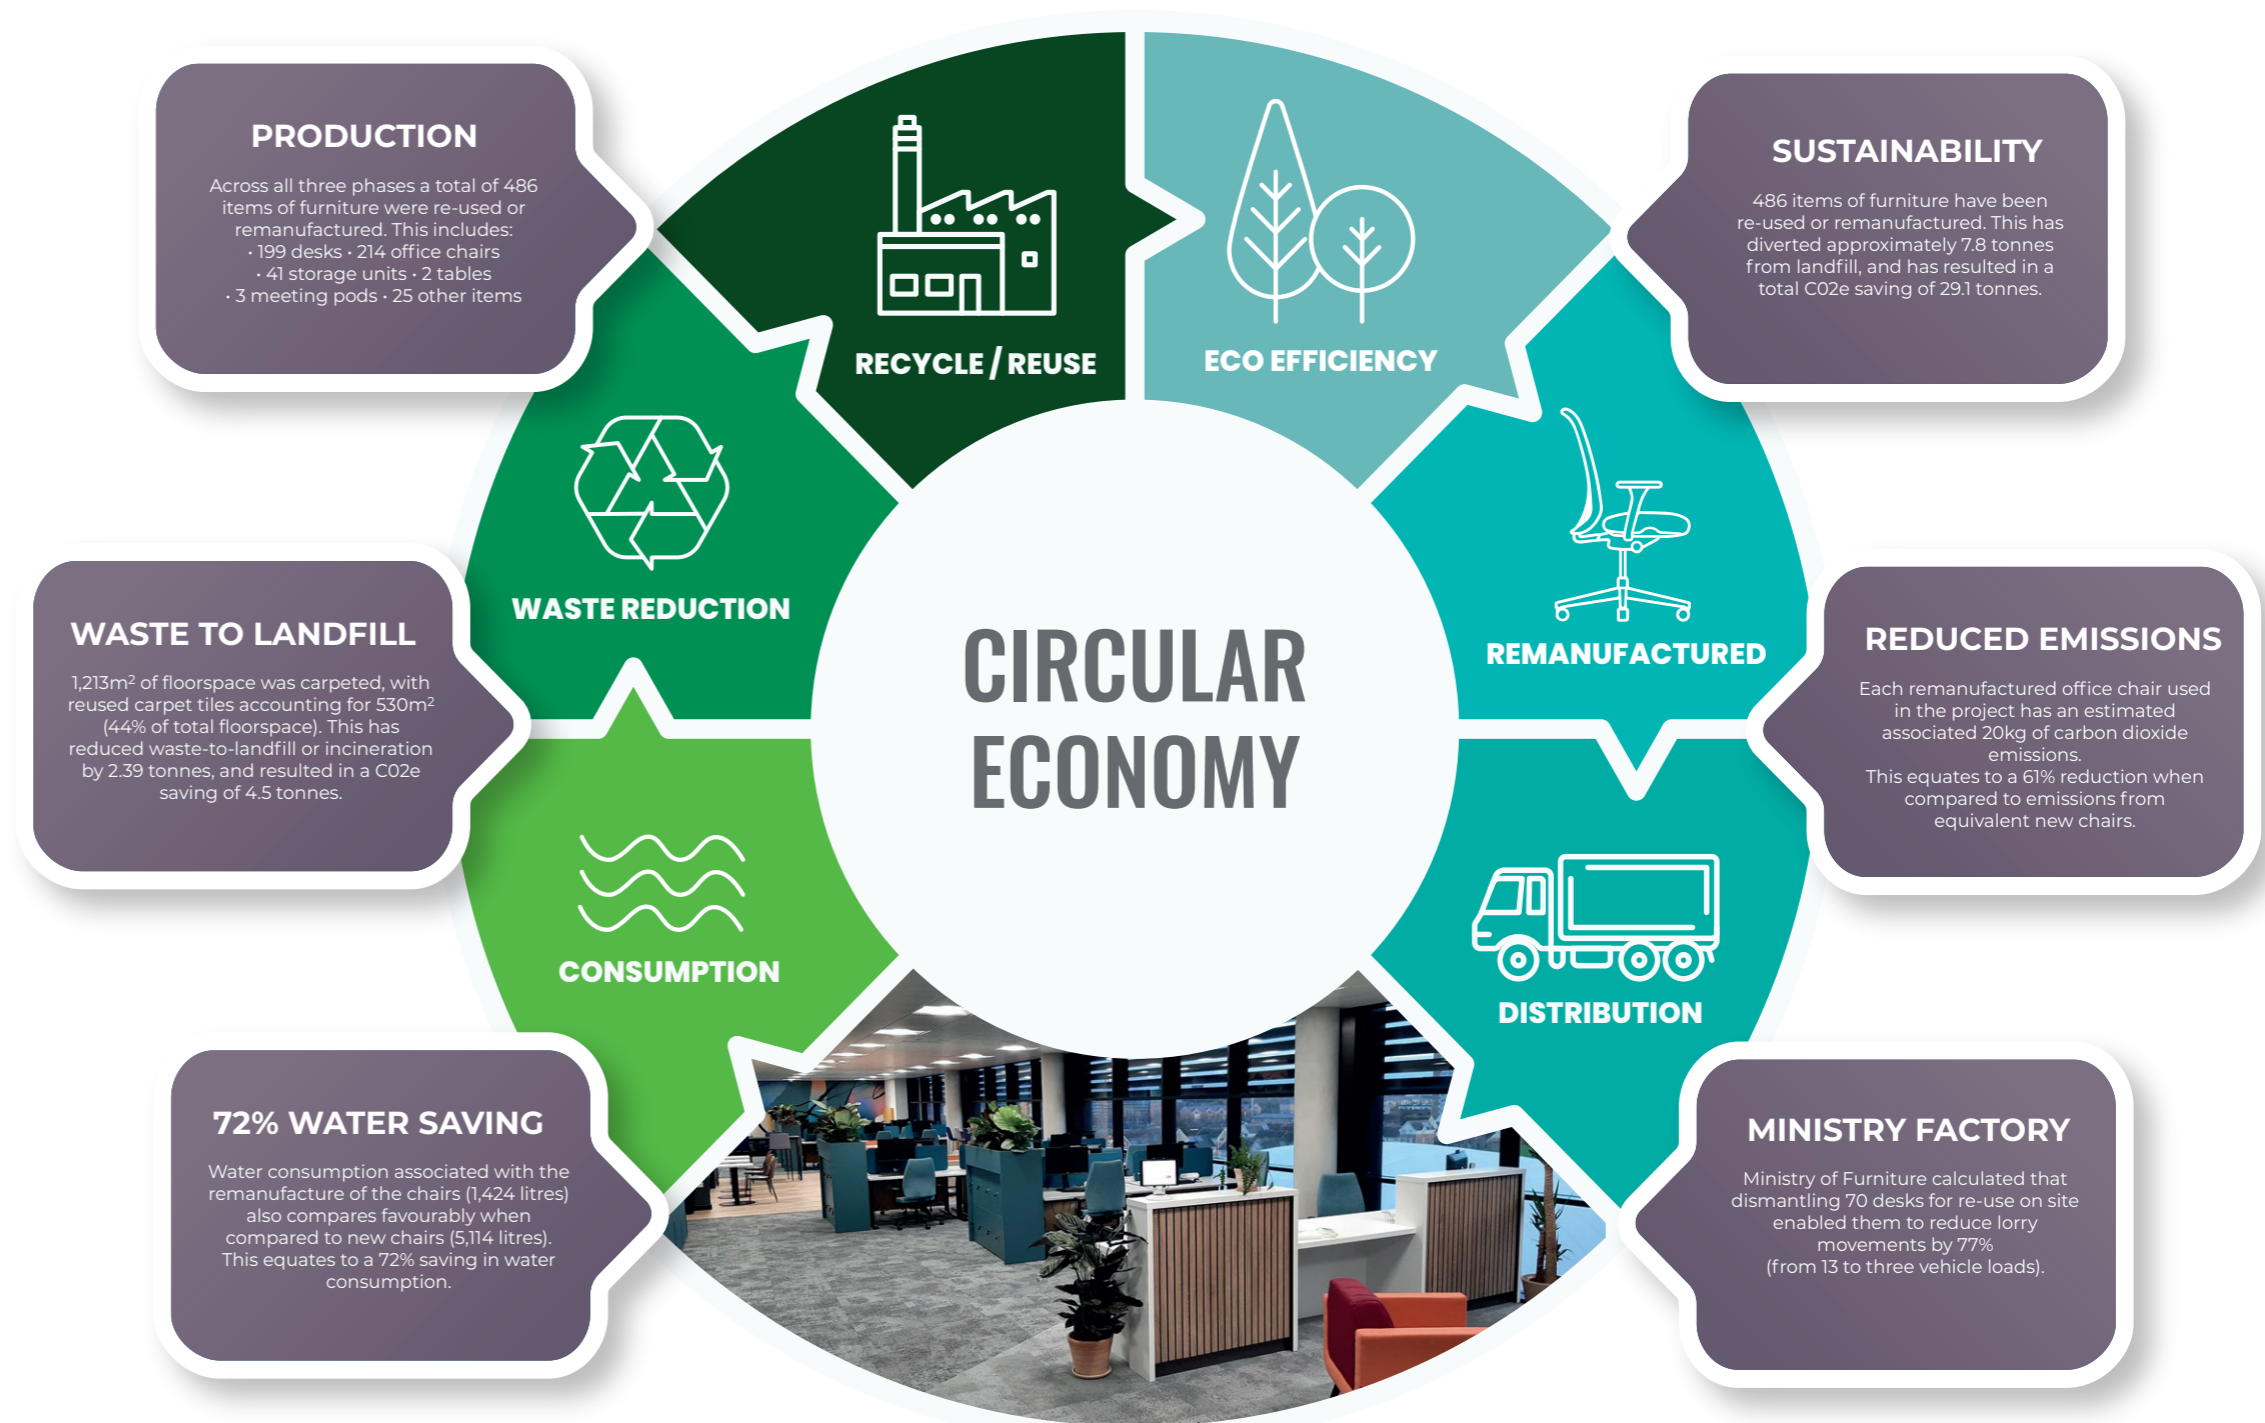 PRODUCTION
Across all three phases a total of 486
items of furniture were re-used or
remanufactured. This includes:
• 199 desks • 214 office chairs
• 41 storage units • 2 tables
• 3 meeting pods • 25 other items
RECYCLE / REUSE
ECO EFFICIENCY
SUSTAINABILITY
486 items of furniture have been
re-used or remanufactured. This has
diverted approximately 7.8 tonnes
from landfill, and has resulted in a
total C02e saving of 29.1 tonnes.
WASTE REDUCTION
REMANUFACTURED
WASTE TO LANDFILL
1,213m² of floorspace was carpeted, with
reused carpet tiles accounting for 530m²
(44% of total floorspace). This has
reduced waste-to-landfill or incineration
by 2.39 tonnes, and resulted in a C02e
saving of 4.5 tonnes.
CIRCULAR
ECONOMY
REDUCED EMISSIONS
Each remanufactured office chair used
in the project has an estimated
associated 20kg of carbon dioxide
emissions.
This equates to a 61% reduction when
compared to emissions from
equivalent new chairs.
CONSUMPTION
DISTRIBUTION
72% WATER SAVING
Water consumption associated with the
remanufacture of the chairs (1,424 litres)
also compares favourably when
compared to new chairs (5,114 litres).
This equates to a 72% saving in water
consumption.
MINISTRY FACTORY
Ministry of Furniture calculated that
dismantling 70 desks for re-use on site
enabled them to reduce lorry
movements by 77%
(from 13 to three vehicle loads).